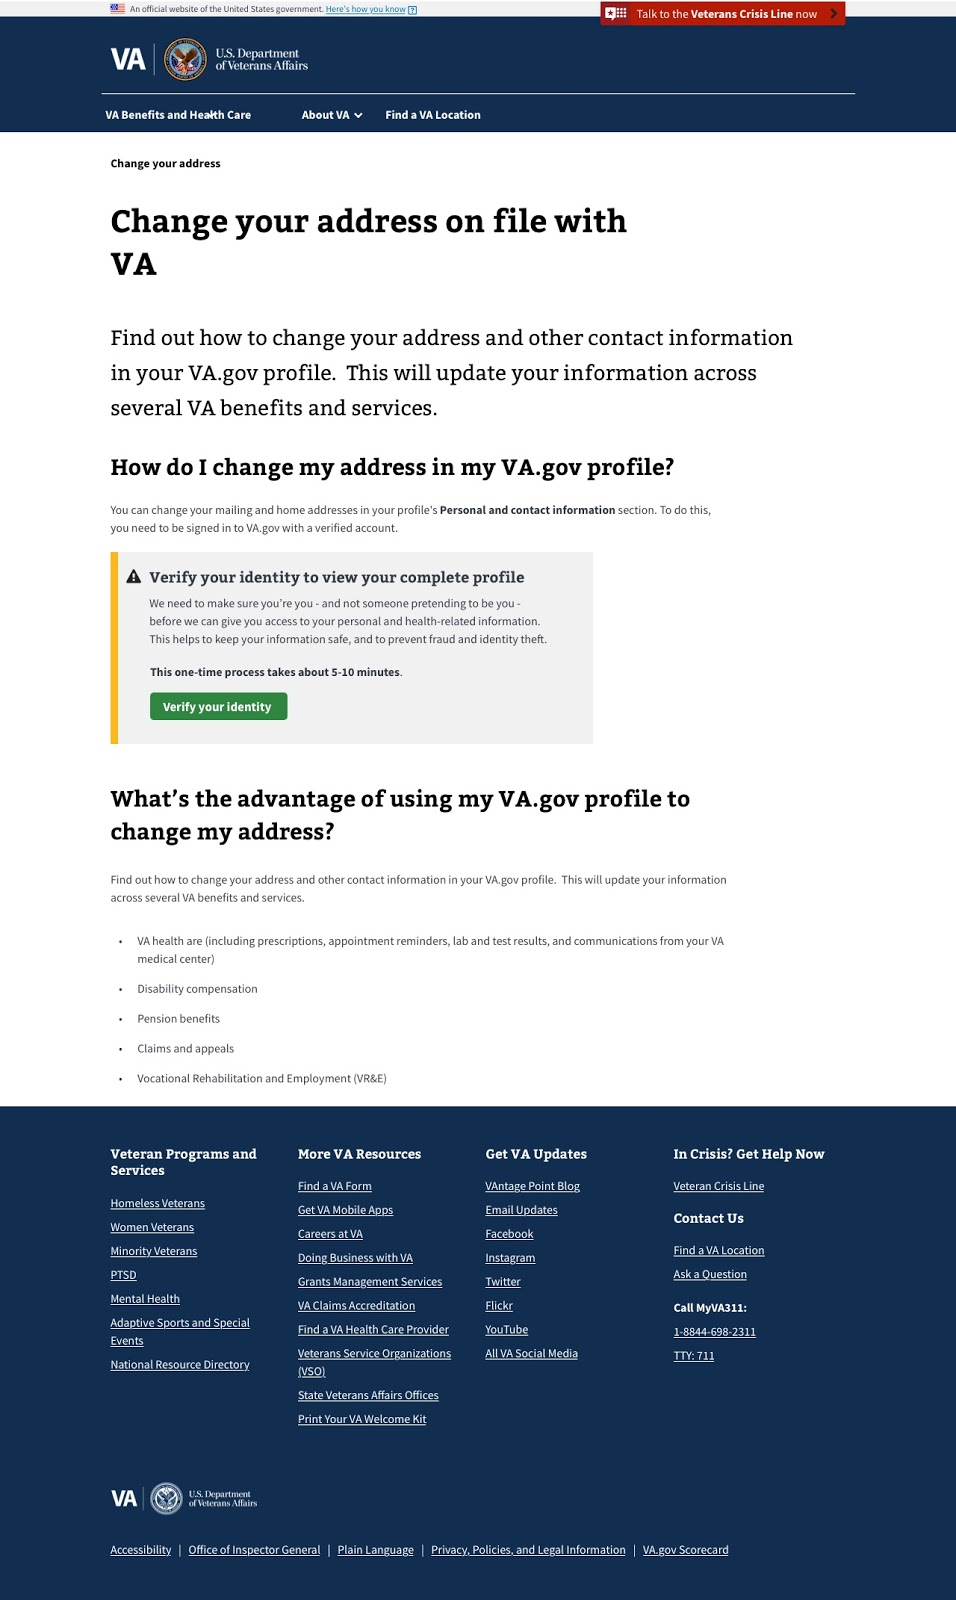 An official website of the United States government. Here's how you know
Talk to the Veterans Crisis Line now
VA
U.S. Department
of Veterans Affairs
VA Benefits and Health Care
About VA
Find a VA Location
Change your address
Change your address on file with
VA
Find out how to change your address and other contact information
in your VA.gov profile.  This will update your information across
several VA benefits and services.
How do I change my address in my VA.gov profile?
You can change your mailing and home addresses in your profile's Personal and contact information section. To do this,
you need to be signed in to VA.gov with a verified account.
Verify your identity to view your complete profile
We need to make sure you're you - and not someone pretending to be you -
before we can give you access to your personal and health-related information.
This helps to keep your information safe, and to prevent fraud and identity theft.
This one-time process takes about 5-10 minutes.
Verify your identity
What's the advantage of using my VA.gov profile to
change my address?
Find out how to change your address and other contact information in your VA.gov profile.  This will update your information
across several VA benefits and services.
• VA health are (including prescriptions, appointment reminders, lab and test results, and communications from your VA
medical center)
• Disability compensation
• Pension benefits
• Claims and appeals
• Vocational Rehabilitation and Employment (VR&E)
Veteran Programs and
Services
Homeless Veterans
Women Veterans
Minority Veterans
PTSD
Mental Health
Adaptive Sports and Special
Events
National Resource Directory
More VA Resources
Find a VA Form
Get VA Mobile Apps
Careers at VA
Doing Business with VA
Grants Management Services
VA Claims Accreditation
Find a VA Health Care Provider
Veterans Service Organizations
(VSO)
State Veterans Affairs Offices
Print Your VA Welcome Kit
Get VA Updates
VAntage Point Blog
Email Updates
Facebook
Instagram
Twitter
Flickr
YouTube
All VA Social Media
In Crisis? Get Help Now
Veteran Crisis Line
Contact Us
Find a VA Location
Ask a Question
Call MyVA311:
1-8844-698-2311
TTY: 711
VA
U.S. Department
of Veterans Affairs
Accessibility | Office of Inspector General | Plain Language | Privacy, Policies, and Legal Information | VA.gov Scorecard